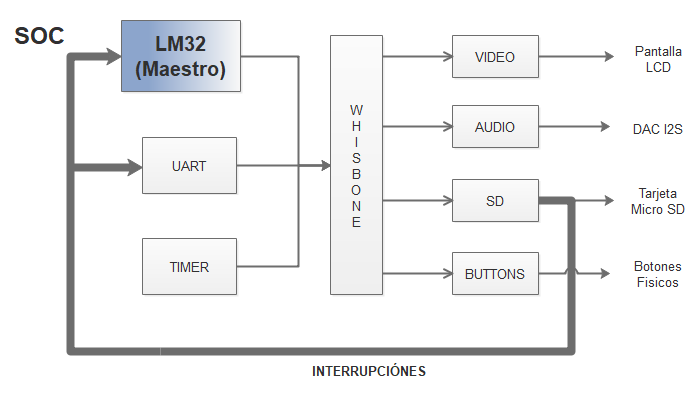 SOC
LM32
(Maestro)
UART
TIMER
WHISBONE
VIDEO
AUDIO
SD
BUTTONS
Pantalla
LCD
DAC I2S
Tarjeta
Micro SD
Botones
Fisicos
INTERRUPCIÓNES